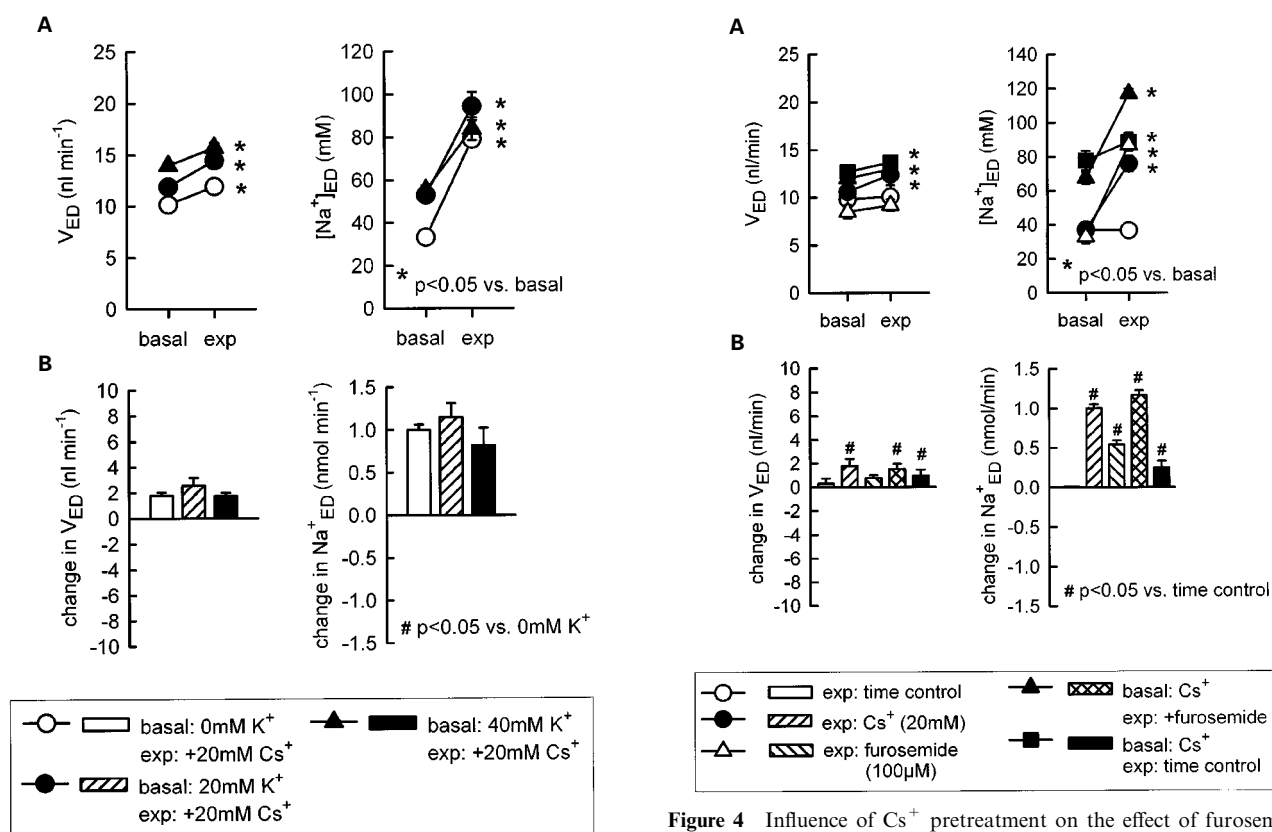 A
25
20
15
10
5
0
V_ED (nl min⁻¹)
basal exp
*
*
*
120
100
80
60
40
20
0
[Na⁺]_ED (mM)
*
*
*
* p<0.05 vs. basal
basal exp
B
10
8
6
4
2
0
-2
-4
-6
-8
-10
change in V_ED (nl min⁻¹)
1.5
1.0
0.5
0.0
-0.5
-1.0
-1.5
change in Na⁺_ED (nmol min⁻¹)
# p<0.05 vs. 0mM K⁺
basal: 0mM K⁺
exp: +20mM Cs⁺
basal: 20mM K⁺
exp: +20mM Cs⁺
basal: 40mM K⁺
exp: +20mM Cs⁺
A
25
20
15
10
5
0
V_ED (nl/min)
*
*
*
basal exp
140
120
100
80
60
40
20
0
[Na⁺]_ED (mM)
*
*
*
*
* p<0.05 vs. basal
basal exp
B
10
8
6
4
2
0
-2
-4
-6
-8
-10
change in V_ED (nl/min)
# # #
1.5
1.0
0.5
0.0
-0.5
-1.0
-1.5
change in Na⁺_ED (nmol/min)
# # # #
# p<0.05 vs. time control
exp: time control
exp: Cs⁺ (20mM)
exp: furosemide
(100µM)
basal: Cs⁺
exp: +furosemide
basal: Cs⁺
exp: time control
Figure 4 Influence of Cs⁺ pretreatment on the effect of furosen